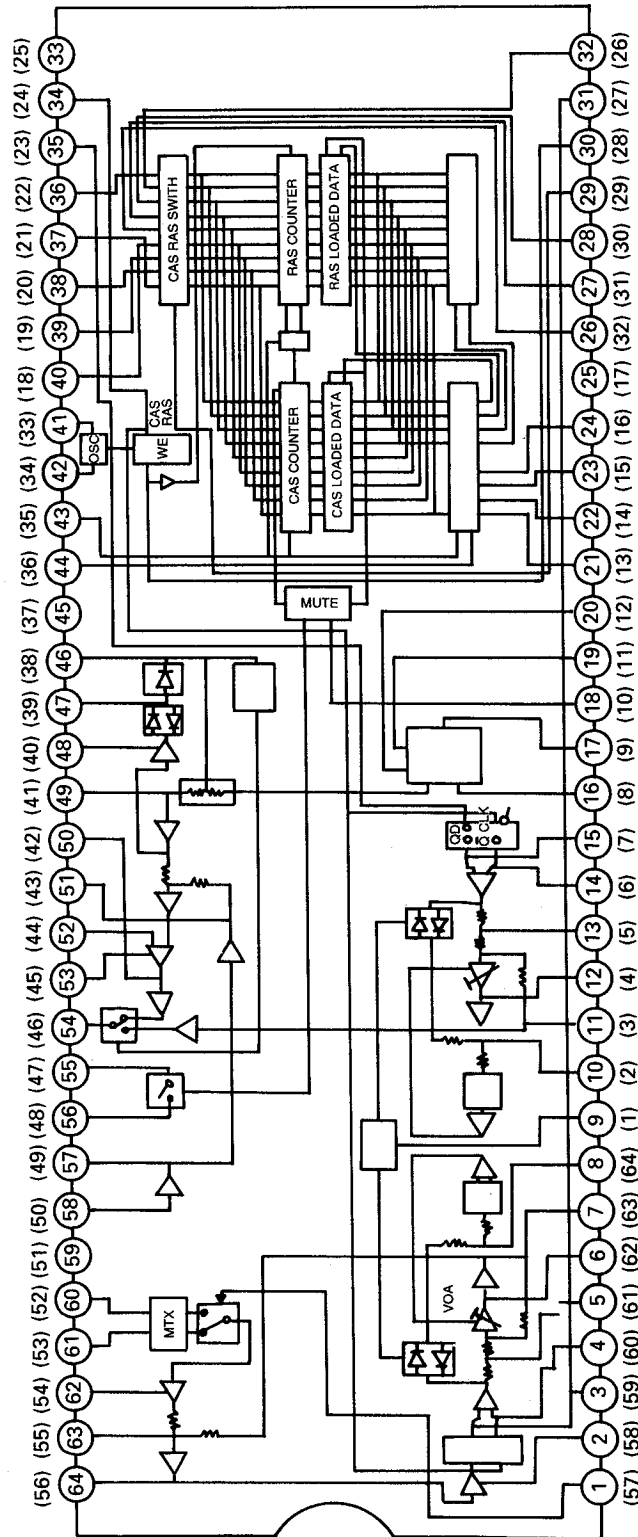 (56) (55) (54) (53) (52) (51) (50) (49) (48) (47) (46) (45) (44) (43) (42) (41) (40) (39) (38) (37) (36) (35) (34) (33) (18) (19) (20) (21) (22) (23) (24) (25)
64 63 62 61 60 59 58 57 56 55 54 53 52 51 50 49 48 47 46 45 44 43 42 41 40 39 38 37 36 35 34 33
OSC
MTX
WE
CAS
RAS
CAS RAS SWITH
MUTE
CAS COUNTER
RAS COUNTER
CAS LOADED DATA
RAS LOADED DATA
VOA
QD
Q̅ CLK
1 2 3 4 5 6 7 8 9 10 11 12 13 14 15 16 17 18 19 20 21 22 23 24 25 26 27 28 29 30 31 32
(57) (58) (59) (60) (61) (62) (63) (64) (1) (2) (3) (4) (5) (6) (7) (8) (9) (10) (11) (12) (13) (14) (15) (16) (17) (32) (31) (30) (29) (28) (27) (26)